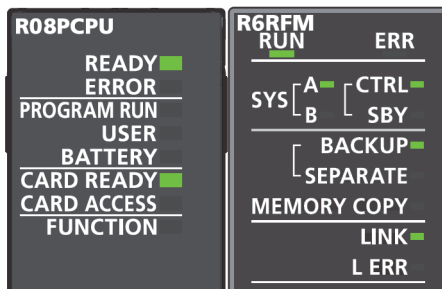 R08PCPU
READY
ERROR
PROGRAM RUN
USER
BATTERY
CARD READY
CARD ACCESS
FUNCTION
R6RFM
RUN ERR
SYS A CTRL
B SBY
BACKUP
SEPARATE
MEMORY COPY
LINK
L ERR